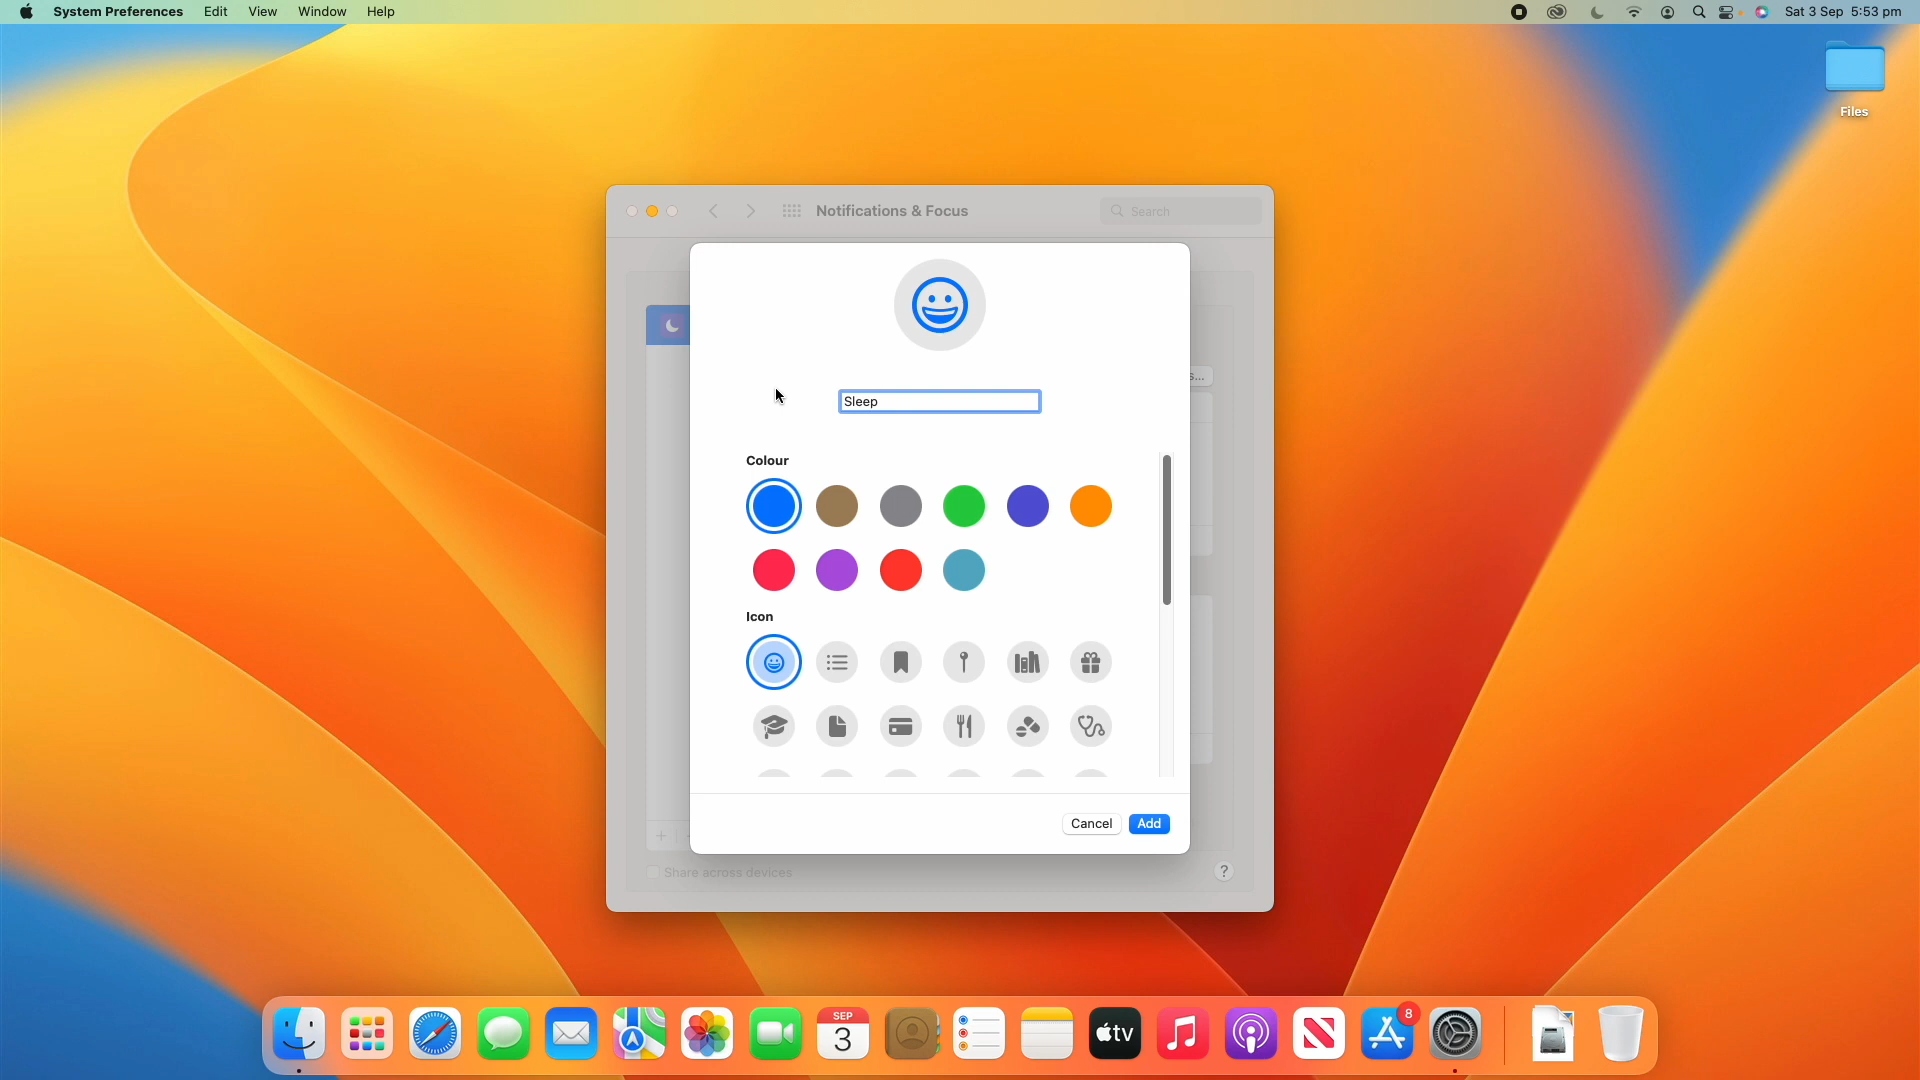 System Preferences Edit View Window Help Sat 3 Sep 5:53 pm
Files
Notifications & Focus Search
s...
Sleep
Colour
Icon
Cancel Add
Share across devices ?
SEP
3
tv
8